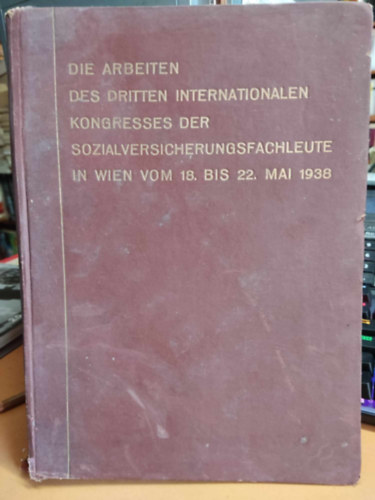 DIE ARBEITEN
DES DRITTEN INTERNATIONALEN
KONGRESSES DER
SOZIALVERSICHERUNGSFACHLEUTE
IN WIEN VOM 18. BIS 22. MAI 1938